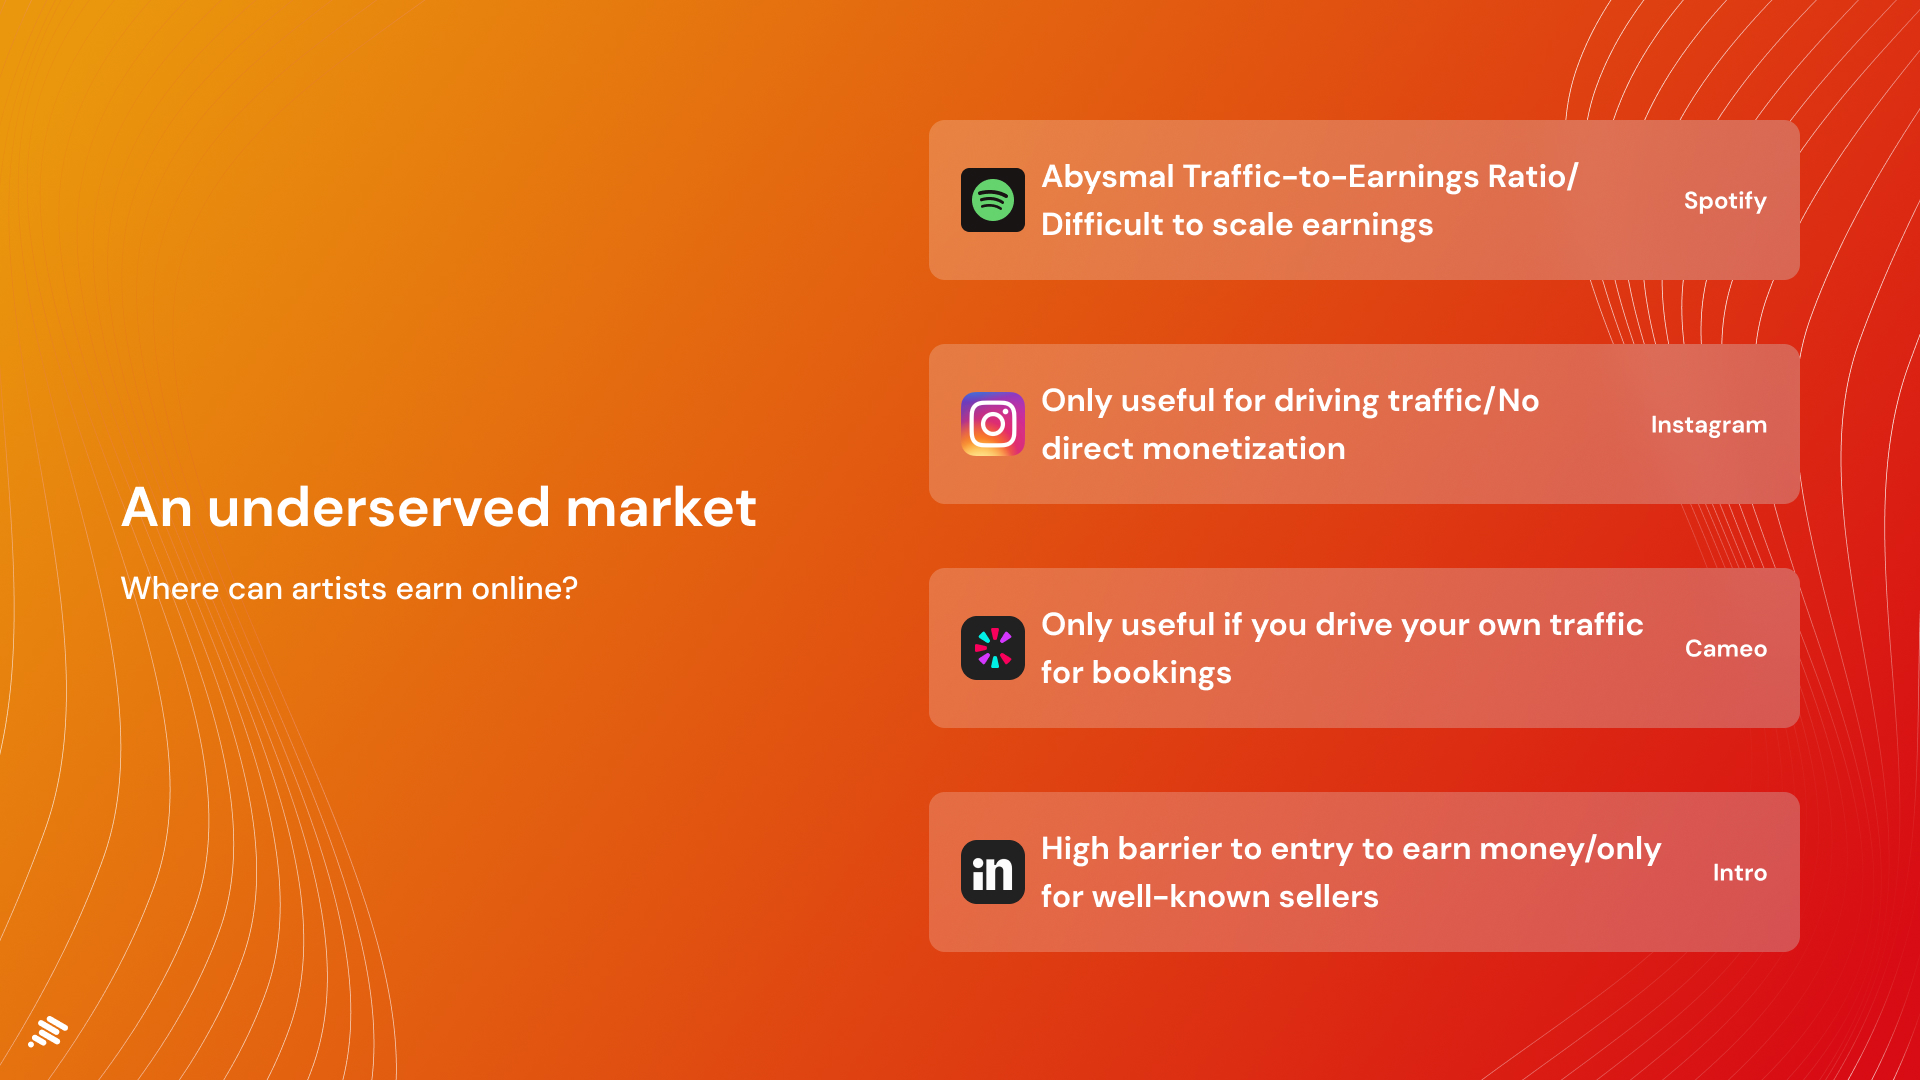 An underserved market
Where can artists earn online?
Abysmal Traffic-to-Earnings Ratio/
Difficult to scale earnings
Spotify
Only useful for driving traffic/No
direct monetization
Instagram
Only useful if you drive your own traffic
for bookings
Cameo
in
High barrier to entry to earn money/only
for well-known sellers
Intro